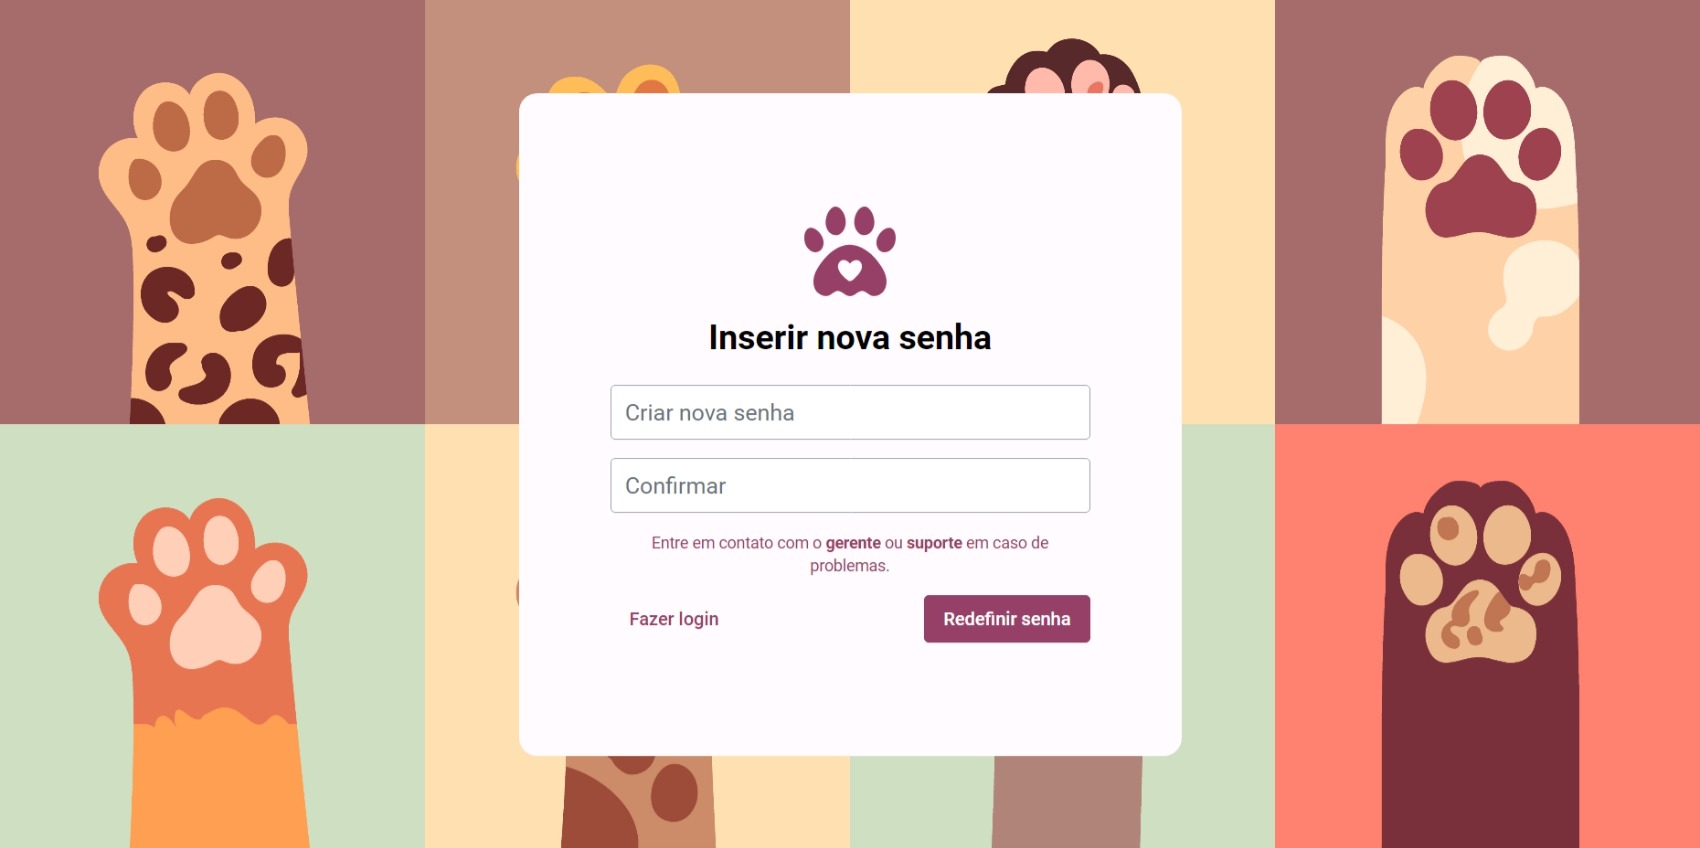 Inserir nova senha
Criar nova senha
Confirmar
Entre em contato com o gerente ou suporte em caso de
problemas.
Fazer login
Redefinir senha